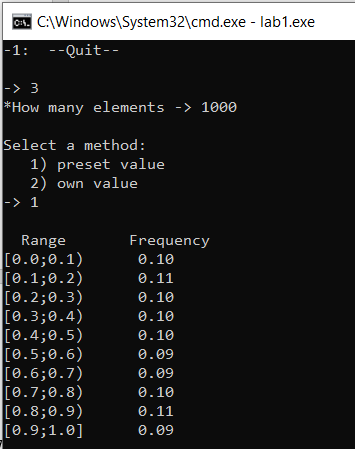 C:\Windows\System32\cmd.exe - lab1.exe
-1:  --Quit--
-> 3
*How many elements -> 1000
Select a method:
   1) preset value
   2) own value
-> 1
  Range       Frequency
[0.0;0.1)      0.10
[0.1;0.2)      0.11
[0.2;0.3)      0.10
[0.3;0.4)      0.10
[0.4;0.5)      0.10
[0.5;0.6)      0.09
[0.6;0.7)      0.09
[0.7;0.8)      0.10
[0.8;0.9)      0.11
[0.9;1.0]      0.09